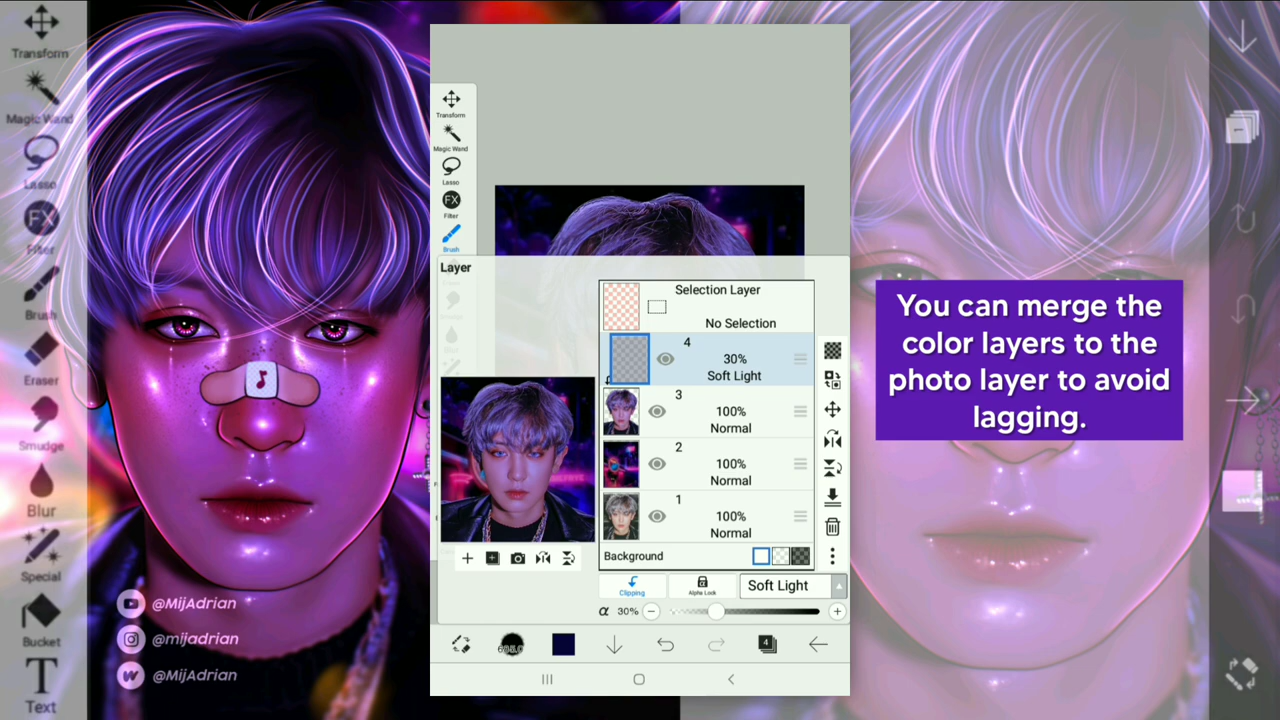 Transform
Magic Wand
Lasso
FX
Filter
Brush
Eraser
Smudge
Blur
Special
Bucket
T
Text
@MijAdrian
@mijadrian
@MijAdrian
Transform
Magic Wand
Lasso
FX
Filter
Brush
Layer
Selection Layer
No Selection
4
30%
Soft Light
3
100%
Normal
2
100%
Normal
1
100%
Normal
Background
Clipping
Alpha Lock
Soft Light
α 30%
4
You can merge the
color layers to the
photo layer to avoid
lagging.
1